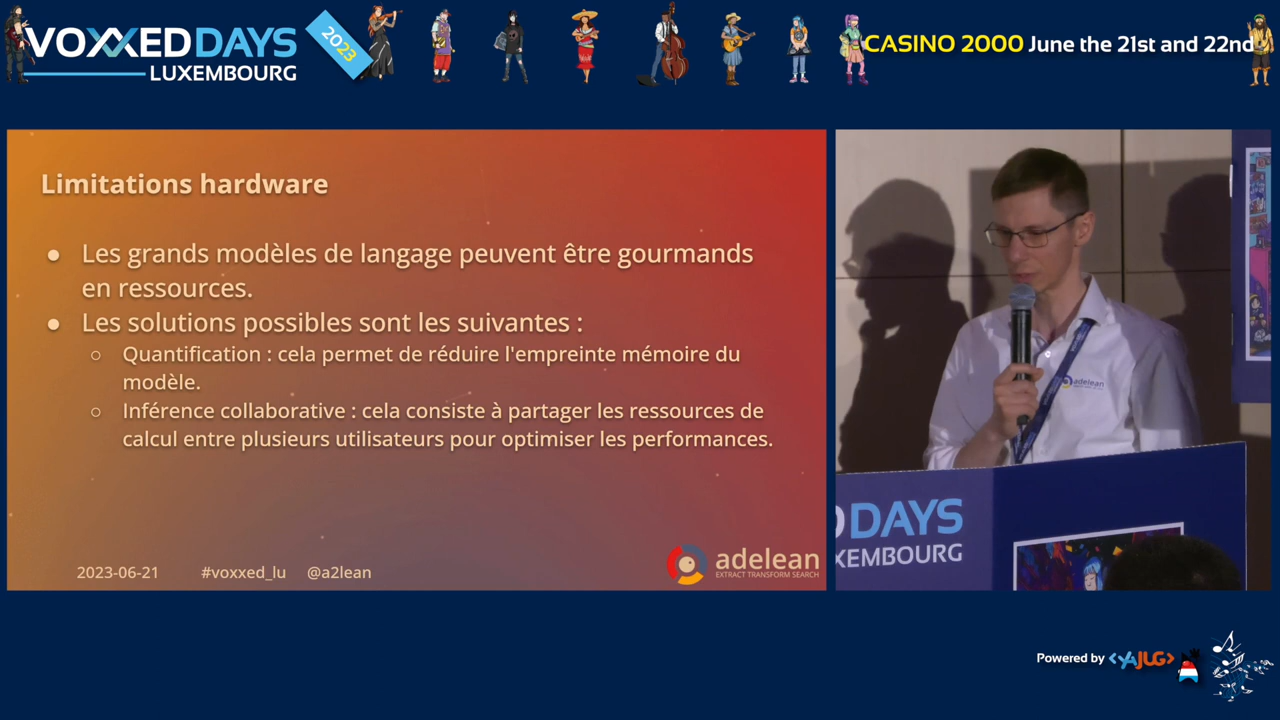 VOXXED DAYS
LUXEMBOURG
2023
CASINO 2000 June the 21st and 22nd
Limitations hardware
● Les grands modèles de langage peuvent être gourmands
en ressources.
● Les solutions possibles sont les suivantes :
○ Quantification : cela permet de réduire l'empreinte mémoire du
modèle.
○ Inférence collaborative : cela consiste à partager les ressources de
calcul entre plusieurs utilisateurs pour optimiser les performances.
2023-06-21 #voxxed_lu @a2lean
adelean
EXTRACT TRANSFORM SEARCH
adelean
D DAYS
XEMBOURG
Powered by <YAJUG>